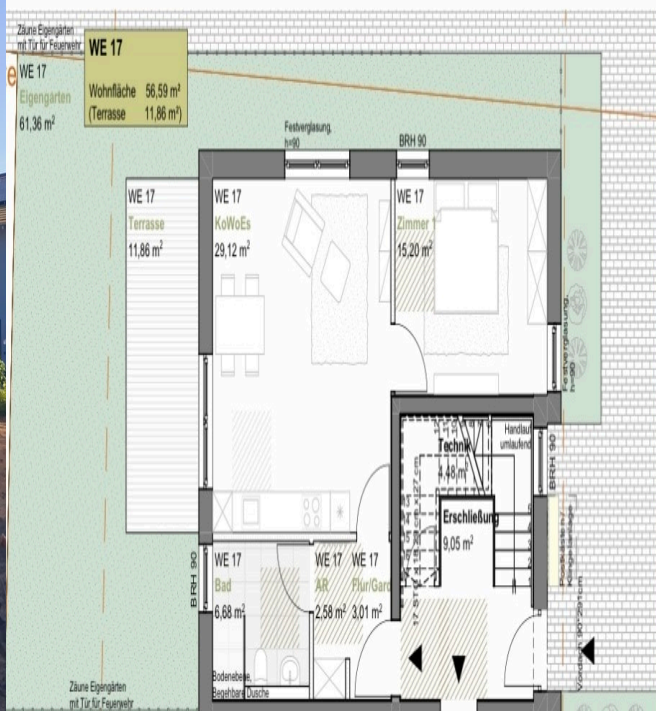 Zäune Eigengärten
mit Tür für Feuerwehr
WE 17
Wohnfläche 56,59 m²
(Terrasse 11,86 m²)
WE 17
Eigengarten
61,36 m²
Festverglasung,
h=90
BRH 90
WE 17
Terrasse
11,86 m²
WE 17
KoWoEs
29,12 m²
WE 17
Zimmer 1
15,20 m²
Festverglasung,
h=90
Handlauf
umlaufend
Technik
BRH 90
Erschließung
9,05 m²
BRH 90
WE 17
Bad
6,68 m²
WE 17
AR
2,58 m²
WE 17
Flur/Gard
3,01 m²
Bodenebene,
Begehbare Dusche
Zäune Eigengärten
mit Tür für Feuerwehr